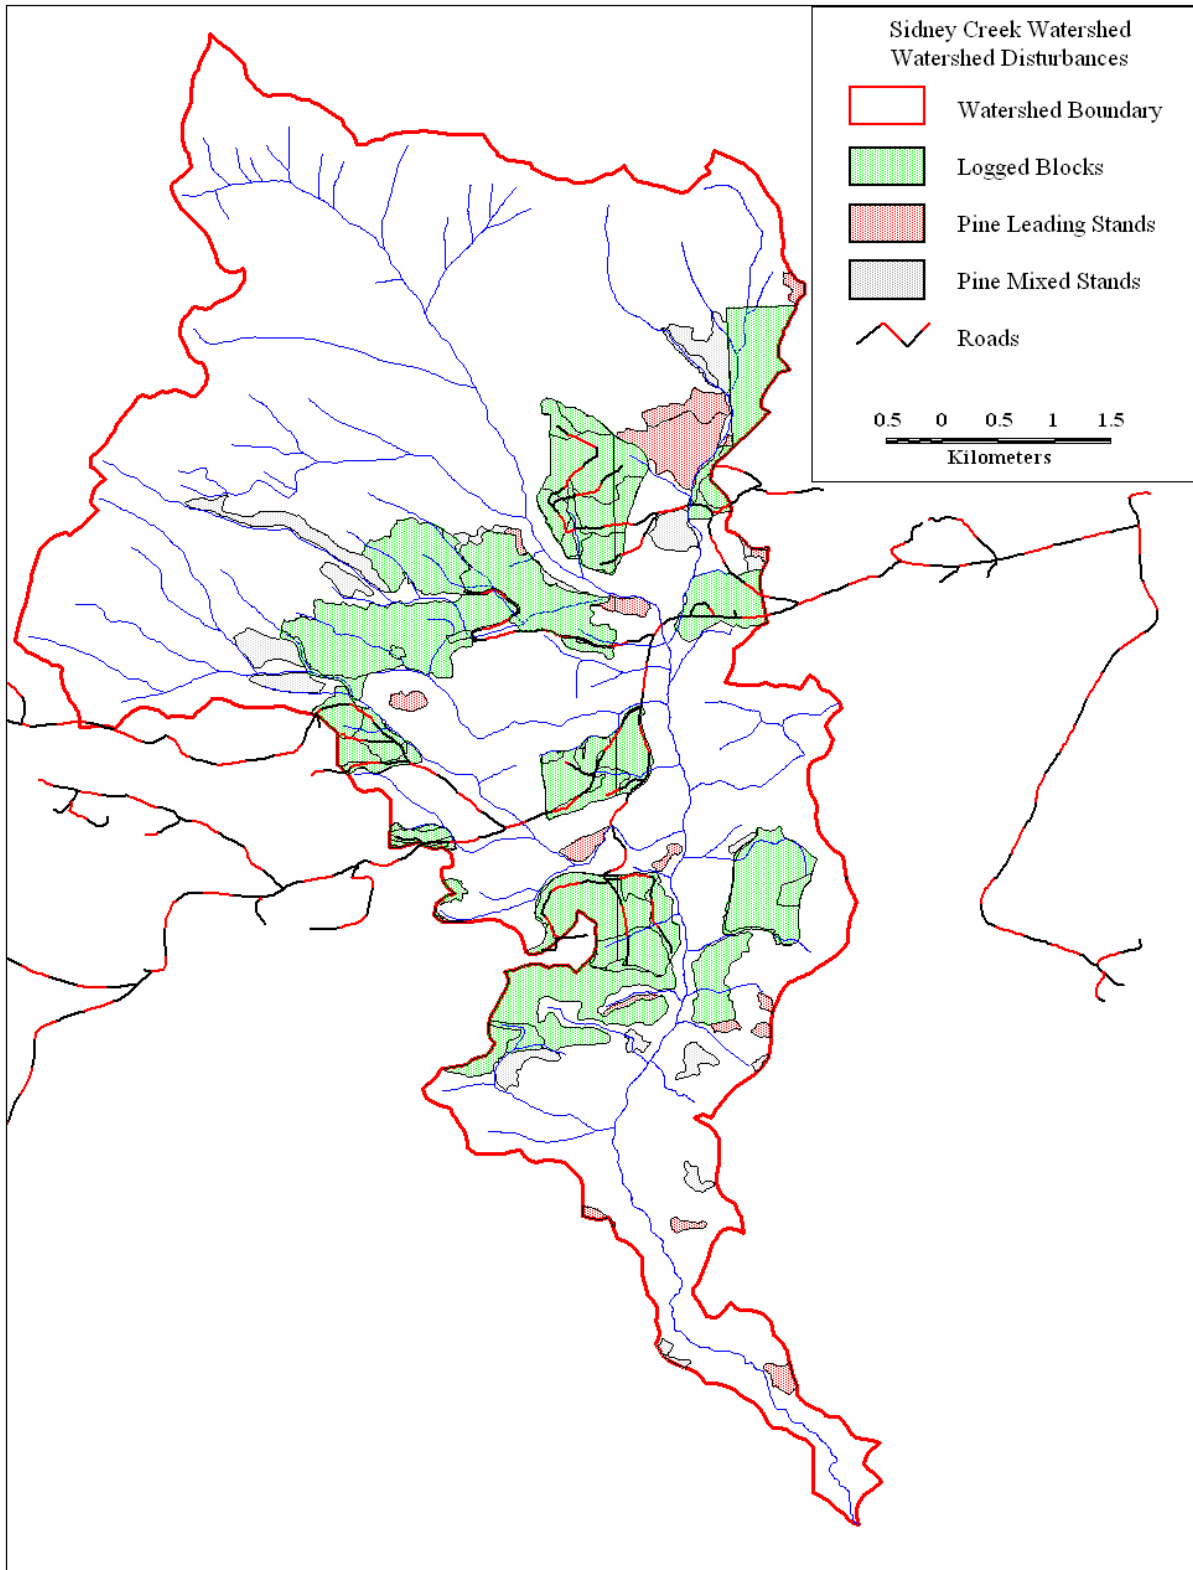 Sidney Creek Watershed
Watershed Disturbances
Watershed Boundary
Logged Blocks
Pine Leading Stands
Pine Mixed Stands
Roads
0.5 0 0.5 1 1.5
Kilometers